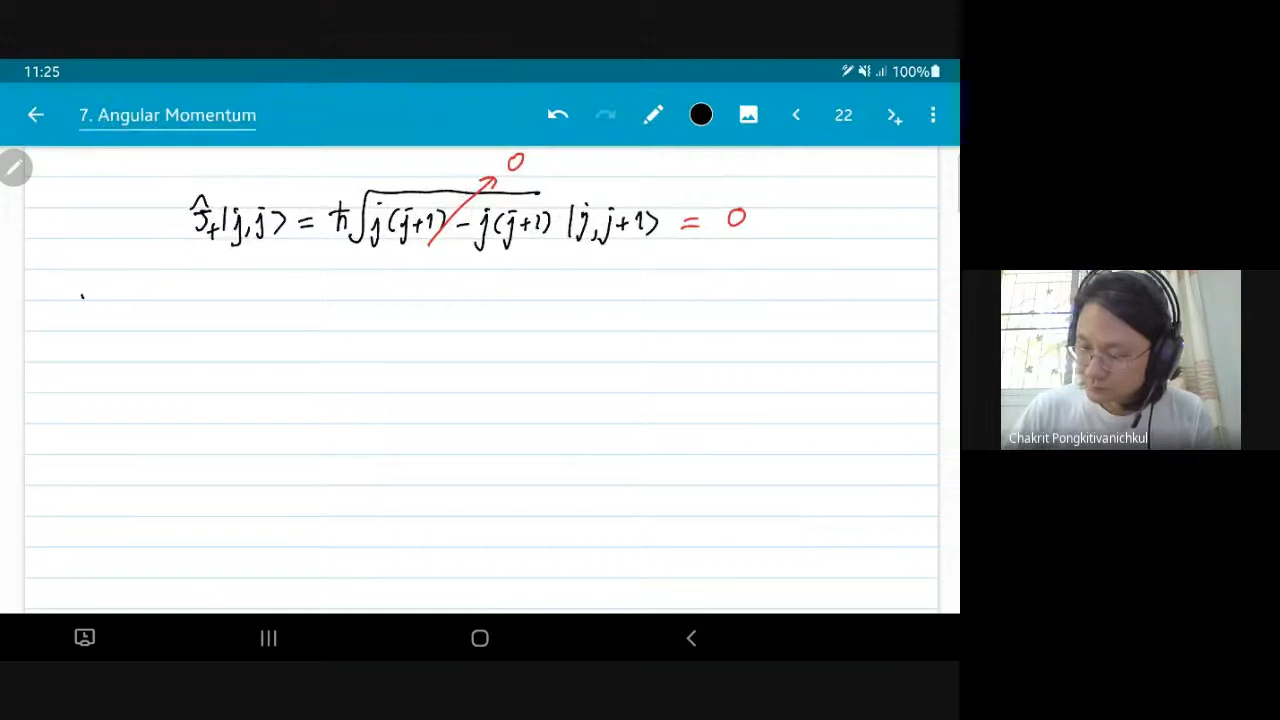 11:25
100%
7. Angular Momentum
22
0
Ĵ₊|j,j⟩ = ħ√(j(j+1) − j(j+1)) |j,j+1⟩ = 0
Chakrit Pongkitivanichkul